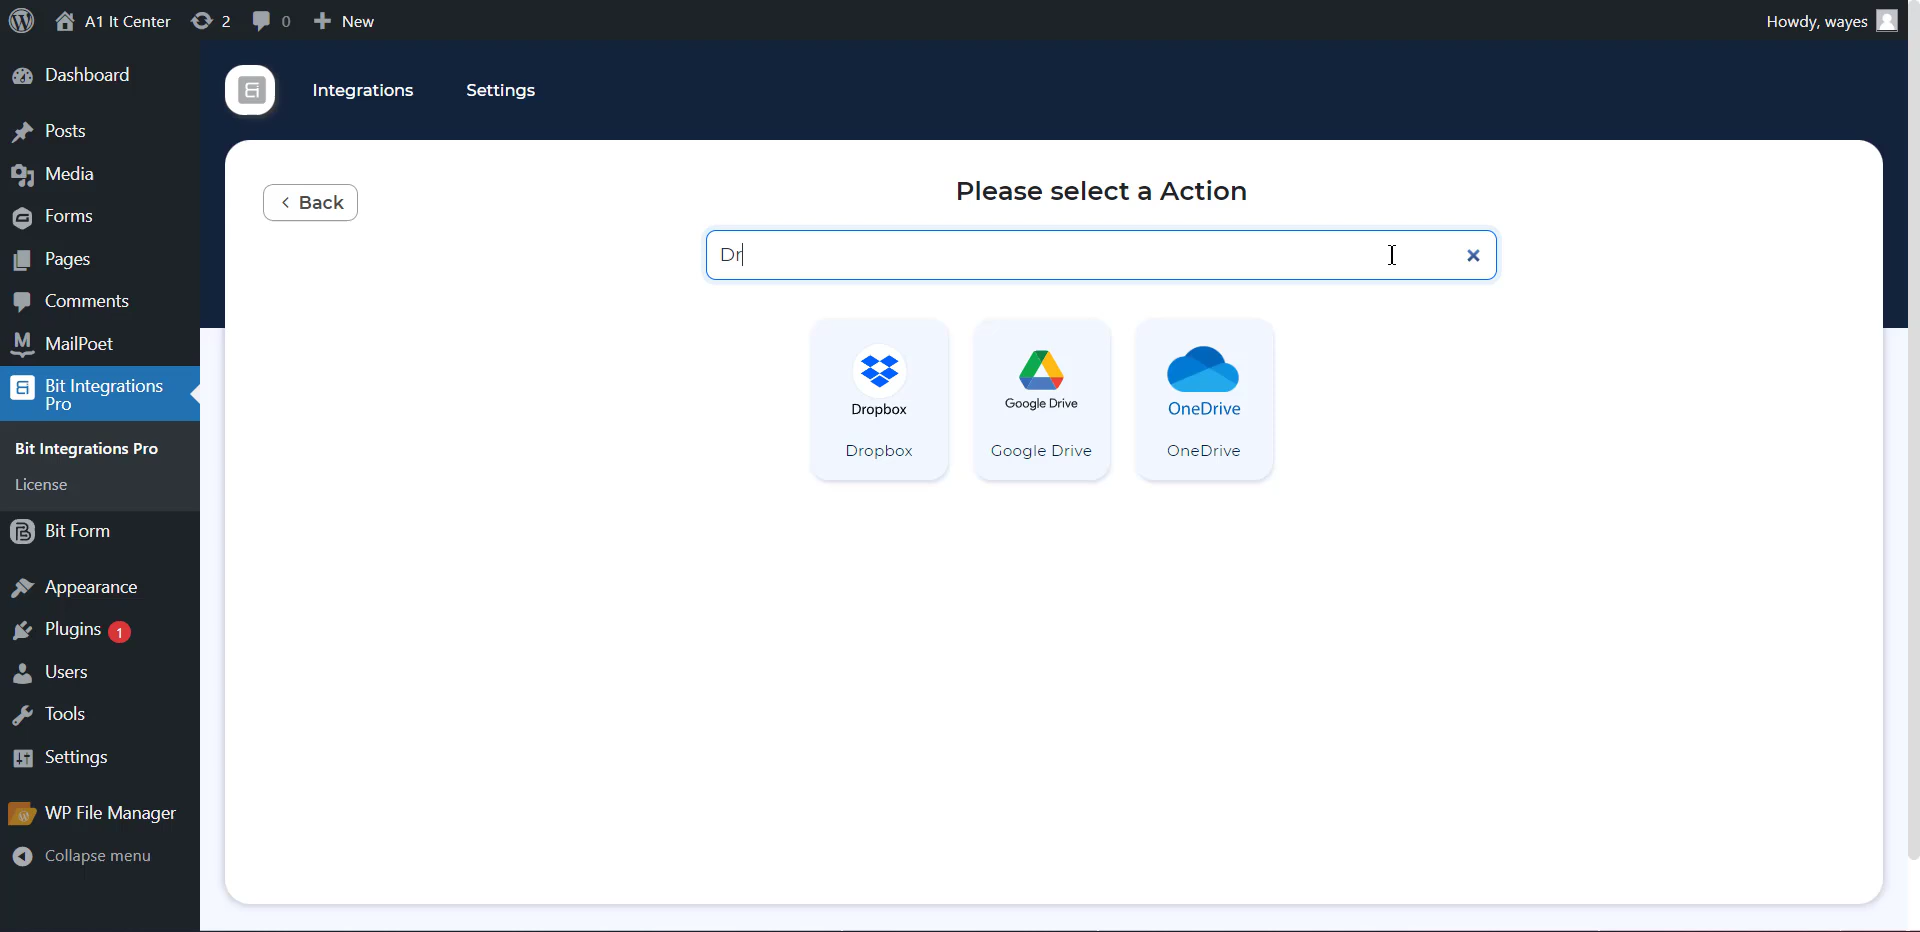 A1 It Center 2 0 New Howdy, wayes
Dashboard
Posts
Media
Forms
Pages
Comments
MailPoet
Bit Integrations
Pro
Bit Integrations Pro
License
Bit Form
Appearance
Plugins 1
Users
Tools
Settings
WP File Manager
Collapse menu
Integrations Settings
Back
Please select a Action
Dr
Dropbox
Dropbox
Google Drive
Google Drive
OneDrive
OneDrive